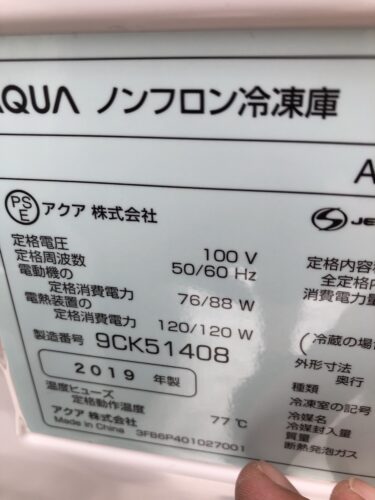 AQUA ノンフロン冷凍庫
A
PS
E
アクア 株式会社
定格電圧 100 V
定格周波数 50/60 Hz
電動機の
定格消費電力 76/88 W
電熱装置の
定格消費電力 120/120 W
製造番号 9CK51408
2019 年製
温度ヒューズ
定格動作温度 77℃
アクア 株式会社
Made in China 3FB6P401027001
JE
定格内容積
全定格内
消費電力量
(冷蔵の場合
外形寸法
奥行
種類
冷凍室の記号
冷媒名
冷媒封入量
質量
断熱発泡ガス